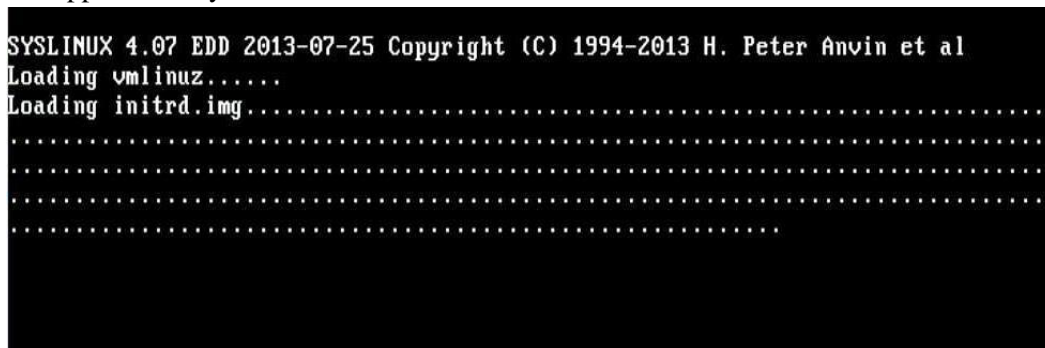 SYSLINUX 4.07 EDD 2013-07-25 Copyright (C) 1994-2013 H. Peter Anvin et al
Loading vmlinuz......
Loading initrd.img.............................................................
...............................................................................
...............................................................................
...............................................................................
...........................................................